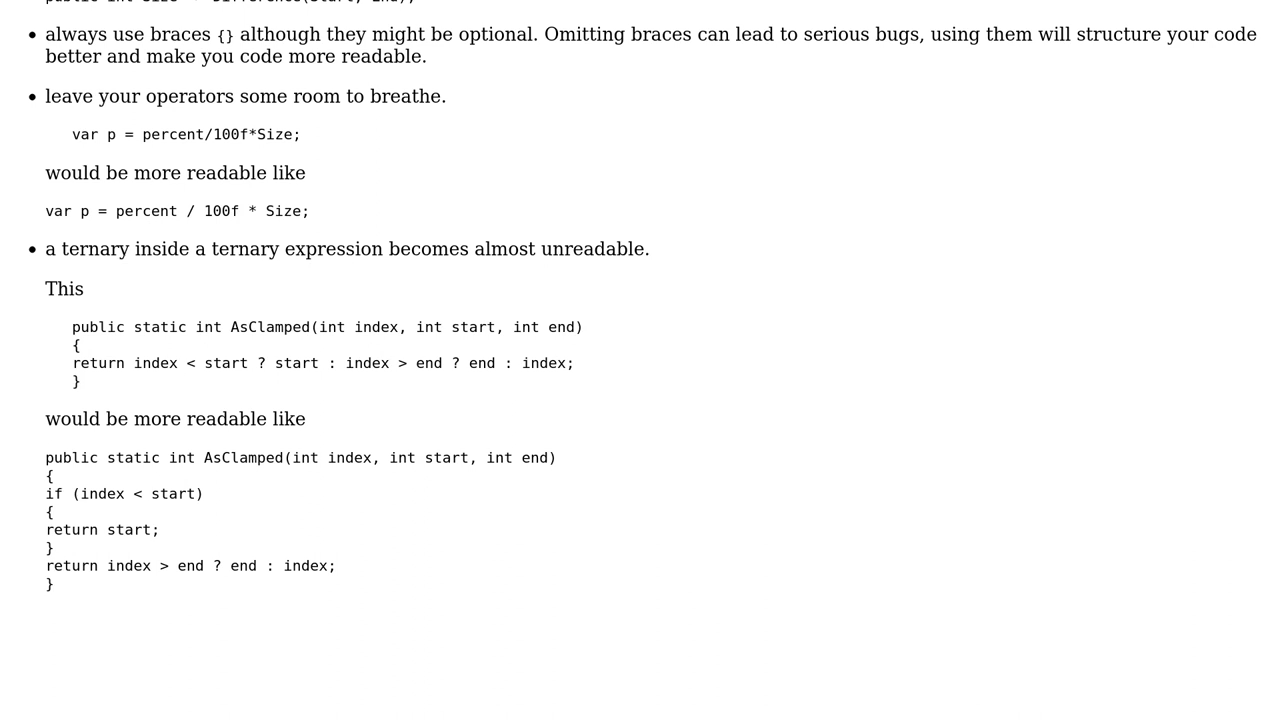 always use braces {} although they might be optional. Omitting braces can lead to serious bugs, using them will structure your code
better and make you code more readable.
leave your operators some room to breathe.
var p = percent/100f*Size;
would be more readable like
var p = percent / 100f * Size;
a ternary inside a ternary expression becomes almost unreadable.
This
public static int AsClamped(int index, int start, int end)
{
return index < start ? start : index > end ? end : index;
}
would be more readable like
public static int AsClamped(int index, int start, int end)
{
if (index < start)
{
return start;
}
return index > end ? end : index;
}